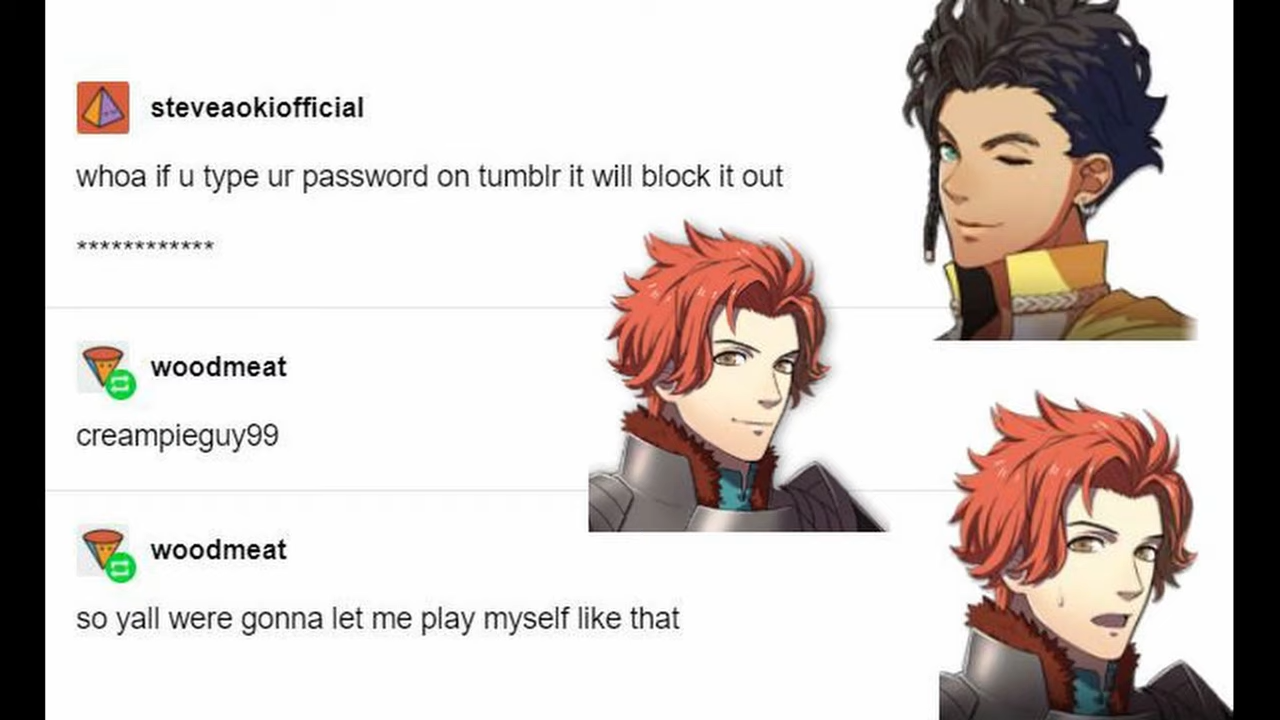 steveaokiofficial
whoa if u type ur password on tumblr it will block it out
************
woodmeat
creampieguy99
woodmeat
so yall were gonna let me play myself like that